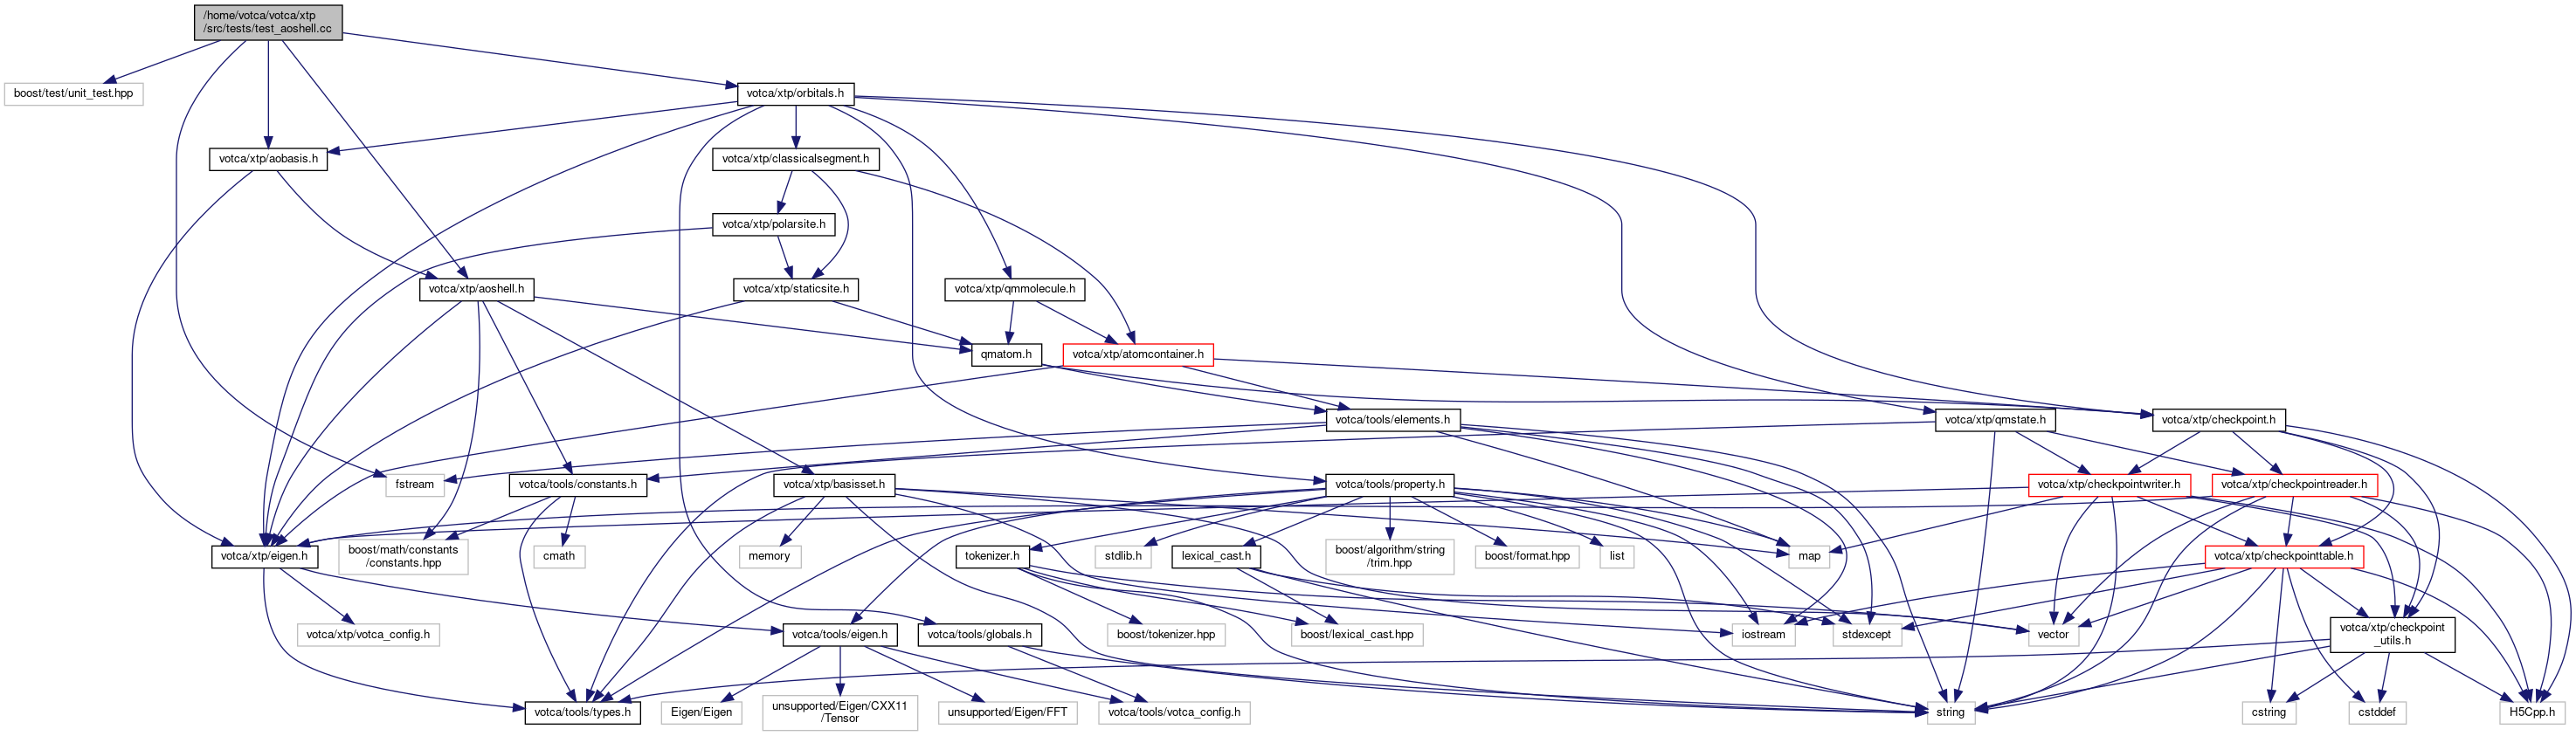 /home/votca/votca/xtp
/src/tests/test_aoshell.cc
boost/test/unit_test.hpp
votca/xtp/orbitals.h
votca/xtp/aobasis.h
votca/xtp/classicalsegment.h
votca/xtp/polarsite.h
votca/xtp/aoshell.h
votca/xtp/staticsite.h
votca/xtp/qmmolecule.h
qmatom.h
votca/xtp/atomcontainer.h
votca/tools/elements.h
votca/xtp/qmstate.h
votca/xtp/checkpoint.h
fstream
votca/tools/constants.h
votca/xtp/basisset.h
votca/tools/property.h
votca/xtp/checkpointwriter.h
votca/xtp/checkpointreader.h
votca/xtp/eigen.h
boost/math/constants
/constants.hpp
cmath
memory
tokenizer.h
stdlib.h
lexical_cast.h
boost/algorithm/string
/trim.hpp
boost/format.hpp
list
map
votca/xtp/checkpointtable.h
votca/xtp/votca_config.h
votca/tools/eigen.h
votca/tools/globals.h
boost/tokenizer.hpp
boost/lexical_cast.hpp
iostream
stdexcept
vector
votca/xtp/checkpoint
_utils.h
votca/tools/types.h
Eigen/Eigen
unsupported/Eigen/CXX11
/Tensor
unsupported/Eigen/FFT
votca/tools/votca_config.h
string
cstring
cstddef
H5Cpp.h